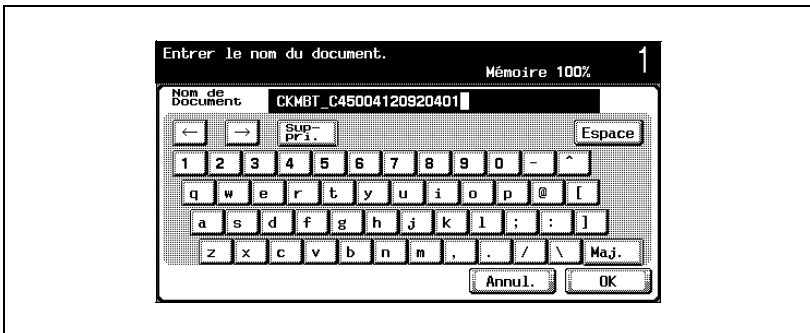 Entrer le nom du document.
Mémoire 100%
1
Nom de
Document
CKMBT_C45004120920401
← → Sup-
pri. Espace
1 2 3 4 5 6 7 8 9 0 - ^
q w e r t y u i o p @ [
a s d f g h j k l ; : ]
z x c v b n m , . / \ Maj.
Annul. OK